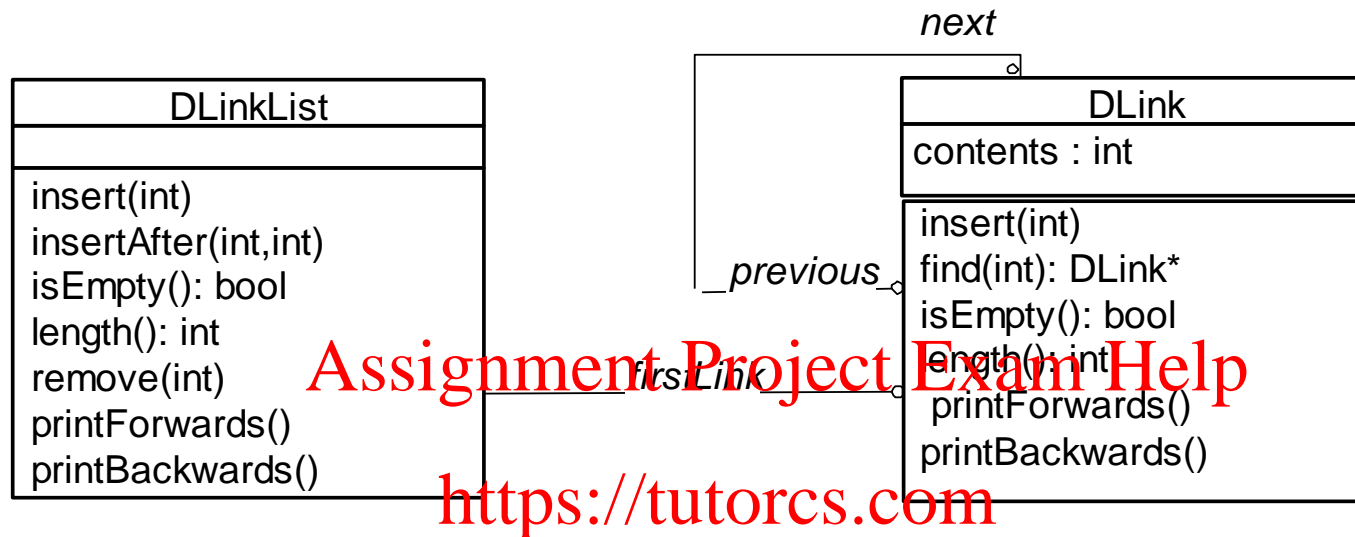 next
DLinkList
insert(int)
insertAfter(int,int)
isEmpty(): bool
length(): int
remove(int)
printForwards()
printBackwards()
previous
firstLink
DLink
contents : int
insert(int)
find(int): DLink*
isEmpty(): bool
length(): int
printForwards()
printBackwards()
Assignment Project Exam Help
https://tutorcs.com